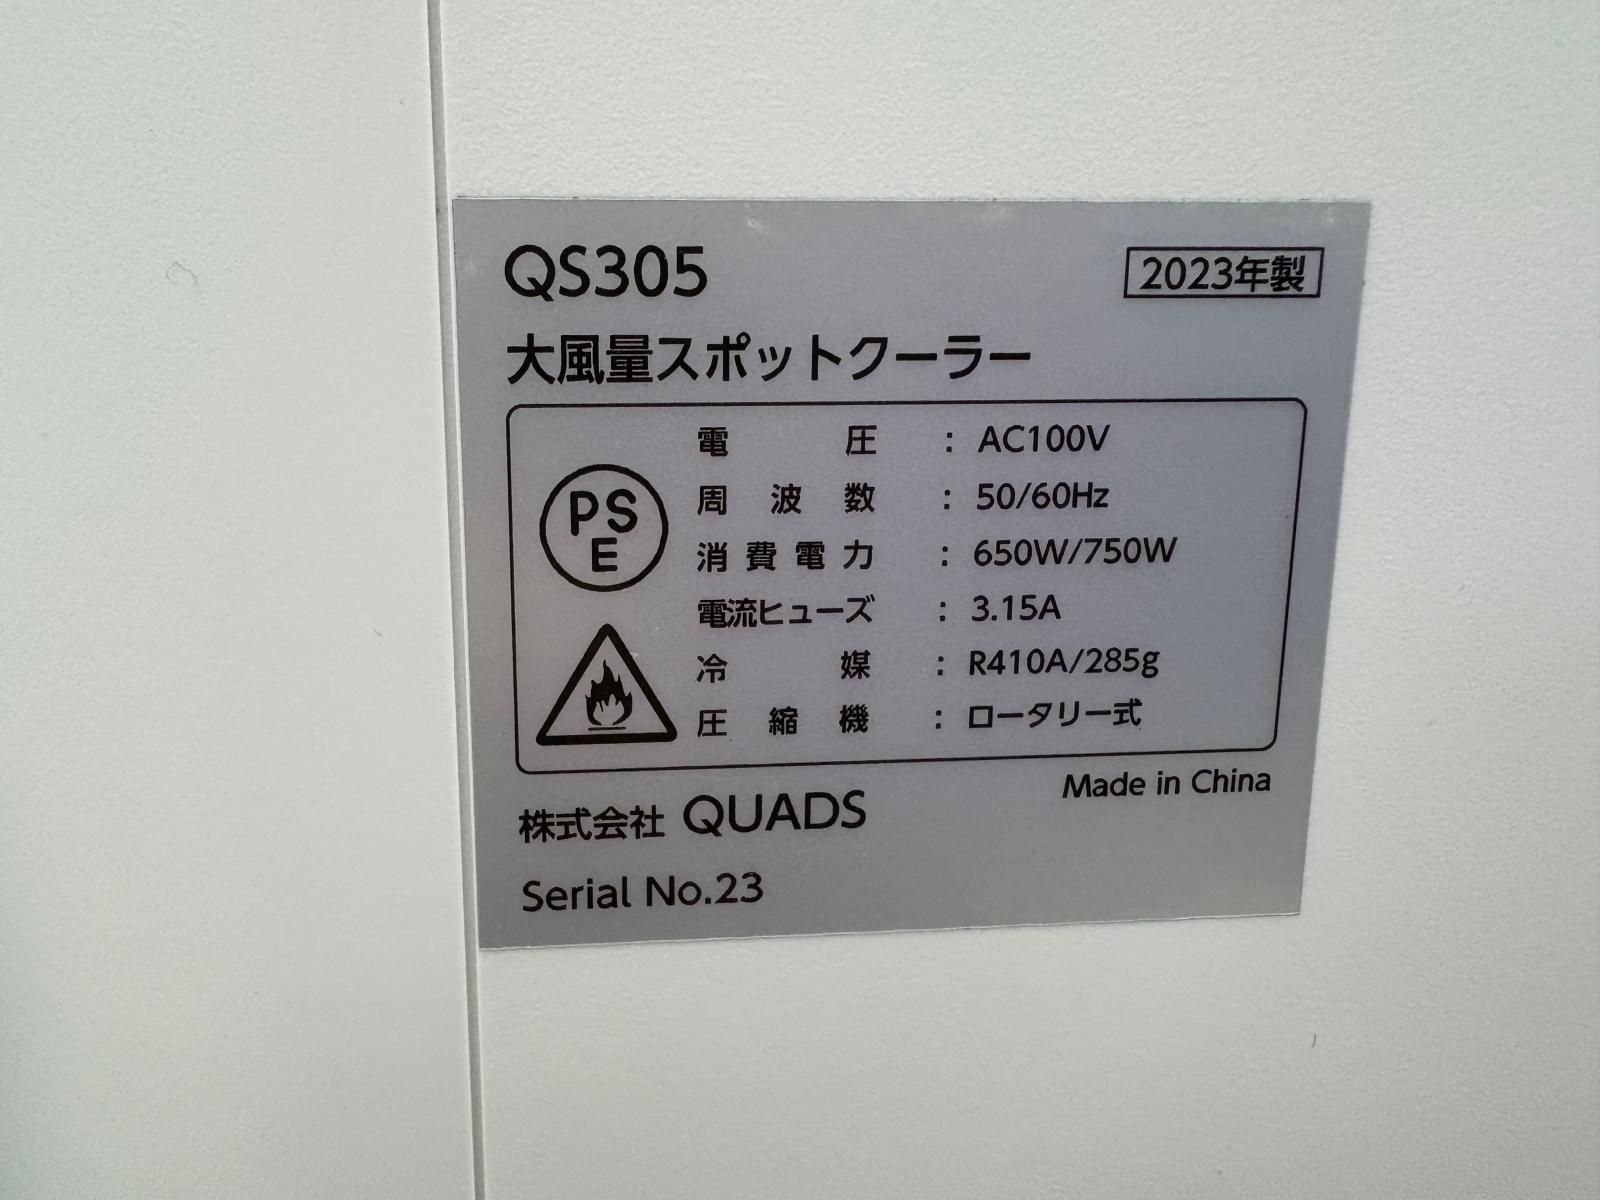 QS305
2023年製
大風量スポットクーラー
PS
E
電圧 : AC100V
周波数 : 50/60Hz
消費電力 : 650W/750W
電流ヒューズ : 3.15A
冷媒 : R410A/285g
圧縮機 : ロータリー式
Made in China
株式会社 QUADS
Serial No.23